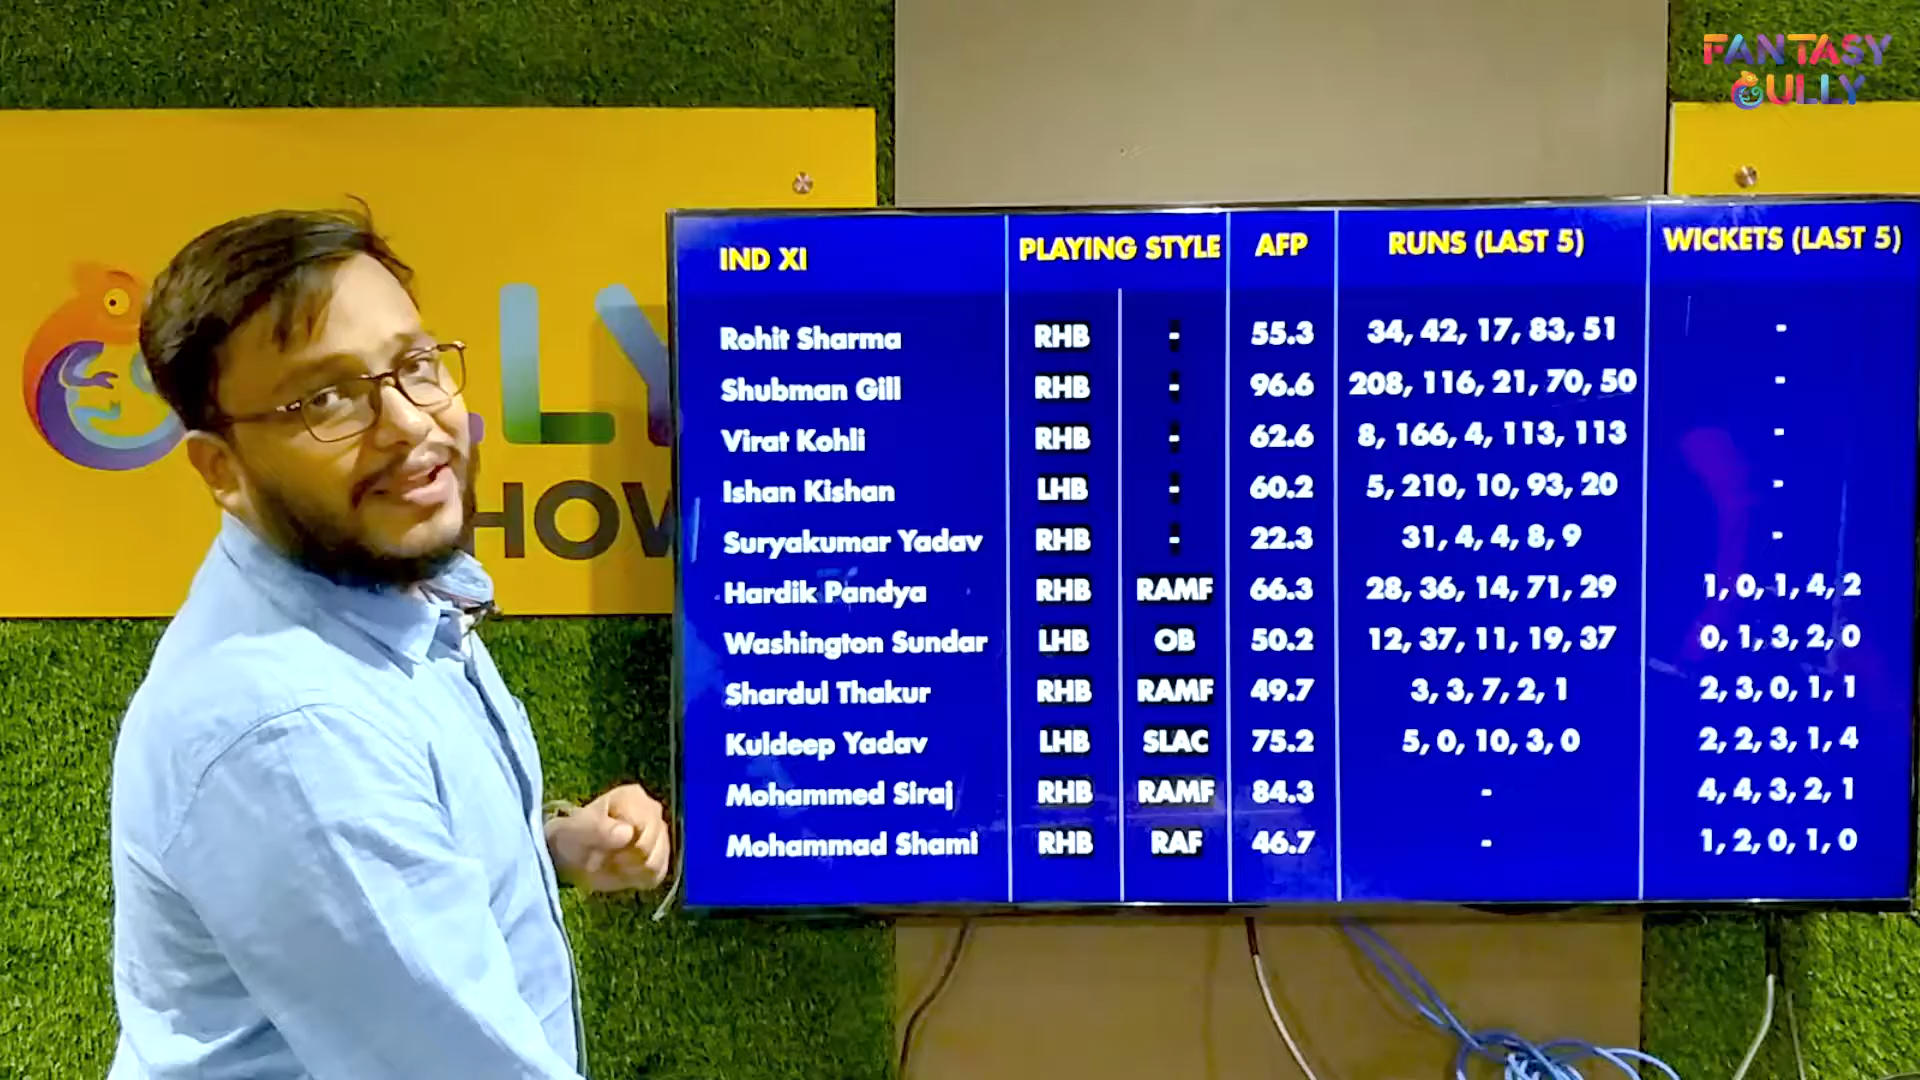 FANTASY
GULLY
LLY
HOW
IND XI PLAYING STYLE AFP RUNS (LAST 5) WICKETS (LAST 5)
Rohit Sharma RHB - 55.3 34, 42, 17, 83, 51 -
Shubman Gill RHB - 96.6 208, 116, 21, 70, 50 -
Virat Kohli RHB - 62.6 8, 166, 4, 113, 113 -
Ishan Kishan LHB - 60.2 5, 210, 10, 93, 20 -
Suryakumar Yadav RHB - 22.3 31, 4, 4, 8, 9 -
Hardik Pandya RHB RAMF 66.3 28, 36, 14, 71, 29 1, 0, 1, 4, 2
Washington Sundar LHB OB 50.2 12, 37, 11, 19, 37 0, 1, 3, 2, 0
Shardul Thakur RHB RAMF 49.7 3, 3, 7, 2, 1 2, 3, 0, 1, 1
Kuldeep Yadav LHB SLAC 75.2 5, 0, 10, 3, 0 2, 2, 3, 1, 4
Mohammed Siraj RHB RAMF 84.3 - 4, 4, 3, 2, 1
Mohammad Shami RHB RAF 46.7 - 1, 2, 0, 1, 0